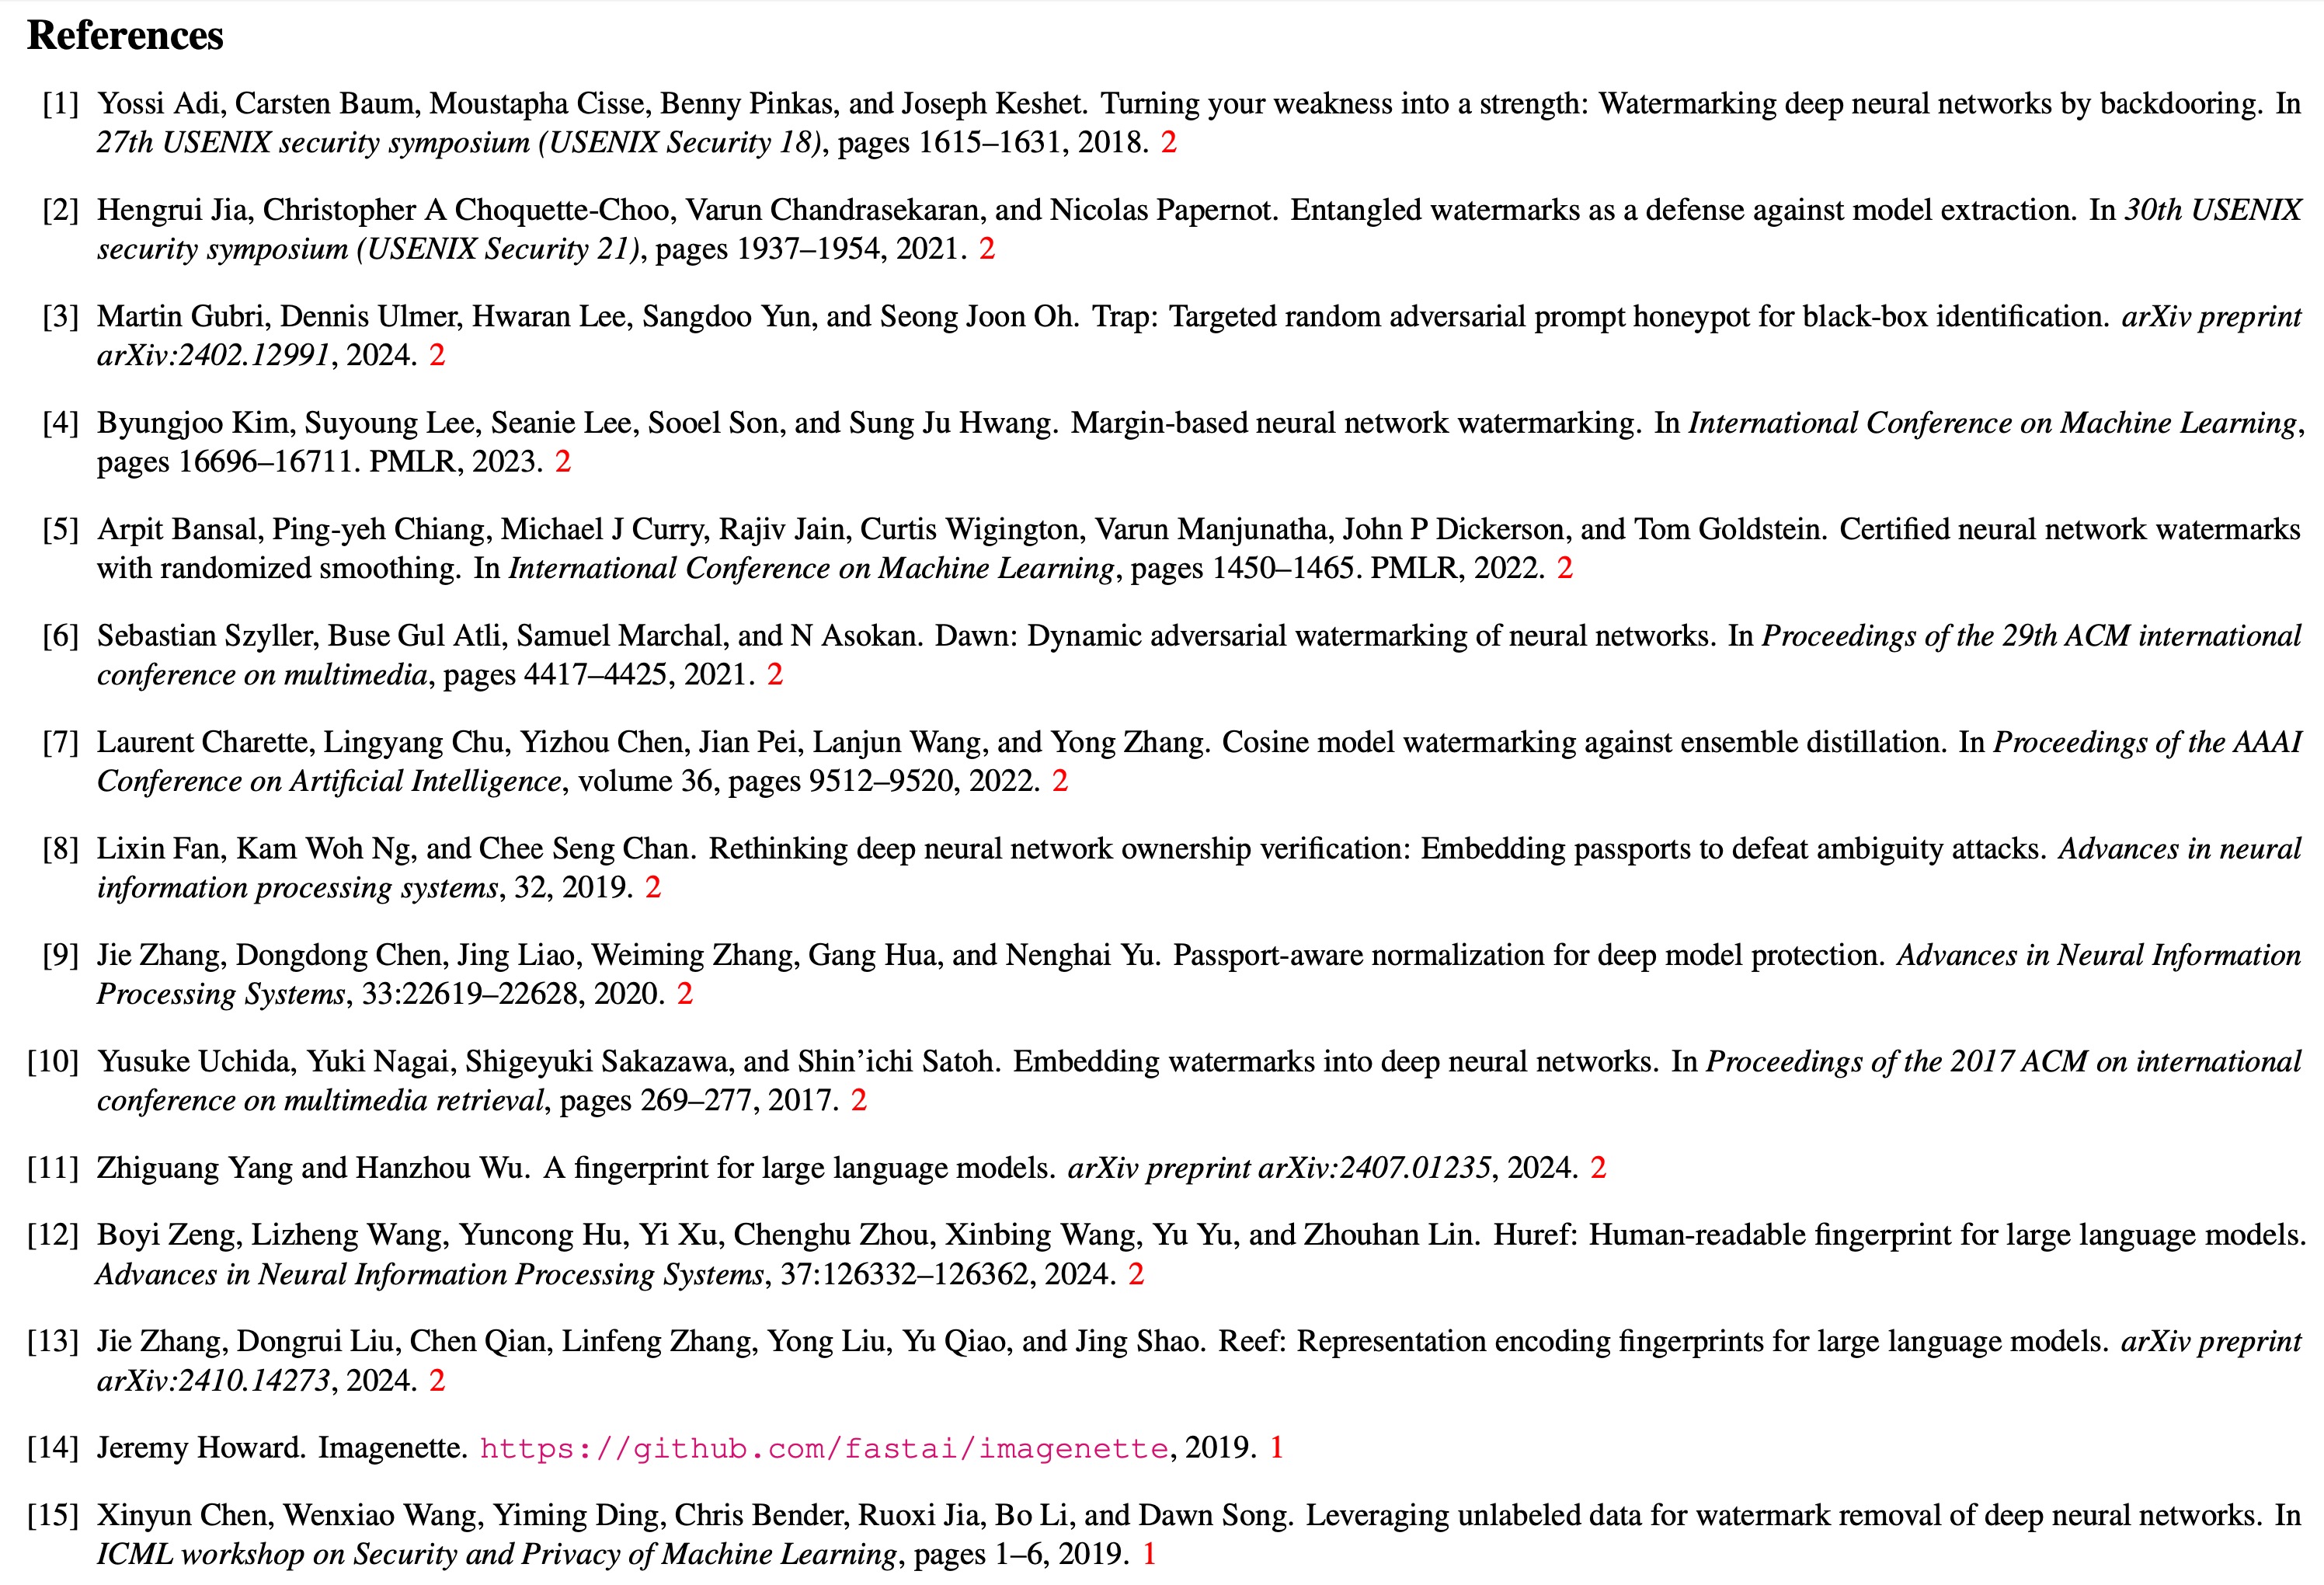 References
[1] Yossi Adi, Carsten Baum, Moustapha Cisse, Benny Pinkas, and Joseph Keshet. Turning your weakness into a strength: Watermarking deep neural networks by backdooring. In
27th USENIX security symposium (USENIX Security 18), pages 1615–1631, 2018. 2
[2] Hengrui Jia, Christopher A Choquette-Choo, Varun Chandrasekaran, and Nicolas Papernot. Entangled watermarks as a defense against model extraction. In 30th USENIX
security symposium (USENIX Security 21), pages 1937–1954, 2021. 2
[3] Martin Gubri, Dennis Ulmer, Hwaran Lee, Sangdoo Yun, and Seong Joon Oh. Trap: Targeted random adversarial prompt honeypot for black-box identification. arXiv preprint
arXiv:2402.12991, 2024. 2
[4] Byungjoo Kim, Suyoung Lee, Seanie Lee, Sooel Son, and Sung Ju Hwang. Margin-based neural network watermarking. In International Conference on Machine Learning,
pages 16696–16711. PMLR, 2023. 2
[5] Arpit Bansal, Ping-yeh Chiang, Michael J Curry, Rajiv Jain, Curtis Wigington, Varun Manjunatha, John P Dickerson, and Tom Goldstein. Certified neural network watermarks
with randomized smoothing. In International Conference on Machine Learning, pages 1450–1465. PMLR, 2022. 2
[6] Sebastian Szyller, Buse Gul Atli, Samuel Marchal, and N Asokan. Dawn: Dynamic adversarial watermarking of neural networks. In Proceedings of the 29th ACM international
conference on multimedia, pages 4417–4425, 2021. 2
[7] Laurent Charette, Lingyang Chu, Yizhou Chen, Jian Pei, Lanjun Wang, and Yong Zhang. Cosine model watermarking against ensemble distillation. In Proceedings of the AAAI
Conference on Artificial Intelligence, volume 36, pages 9512–9520, 2022. 2
[8] Lixin Fan, Kam Woh Ng, and Chee Seng Chan. Rethinking deep neural network ownership verification: Embedding passports to defeat ambiguity attacks. Advances in neural
information processing systems, 32, 2019. 2
[9] Jie Zhang, Dongdong Chen, Jing Liao, Weiming Zhang, Gang Hua, and Nenghai Yu. Passport-aware normalization for deep model protection. Advances in Neural Information
Processing Systems, 33:22619–22628, 2020. 2
[10] Yusuke Uchida, Yuki Nagai, Shigeyuki Sakazawa, and Shin’ichi Satoh. Embedding watermarks into deep neural networks. In Proceedings of the 2017 ACM on international
conference on multimedia retrieval, pages 269–277, 2017. 2
[11] Zhiguang Yang and Hanzhou Wu. A fingerprint for large language models. arXiv preprint arXiv:2407.01235, 2024. 2
[12] Boyi Zeng, Lizheng Wang, Yuncong Hu, Yi Xu, Chenghu Zhou, Xinbing Wang, Yu Yu, and Zhouhan Lin. Huref: Human-readable fingerprint for large language models.
Advances in Neural Information Processing Systems, 37:126332–126362, 2024. 2
[13] Jie Zhang, Dongrui Liu, Chen Qian, Linfeng Zhang, Yong Liu, Yu Qiao, and Jing Shao. Reef: Representation encoding fingerprints for large language models. arXiv preprint
arXiv:2410.14273, 2024. 2
[14] Jeremy Howard. Imagenette. https://github.com/fastai/imagenette, 2019. 1
[15] Xinyun Chen, Wenxiao Wang, Yiming Ding, Chris Bender, Ruoxi Jia, Bo Li, and Dawn Song. Leveraging unlabeled data for watermark removal of deep neural networks. In
ICML workshop on Security and Privacy of Machine Learning, pages 1–6, 2019. 1